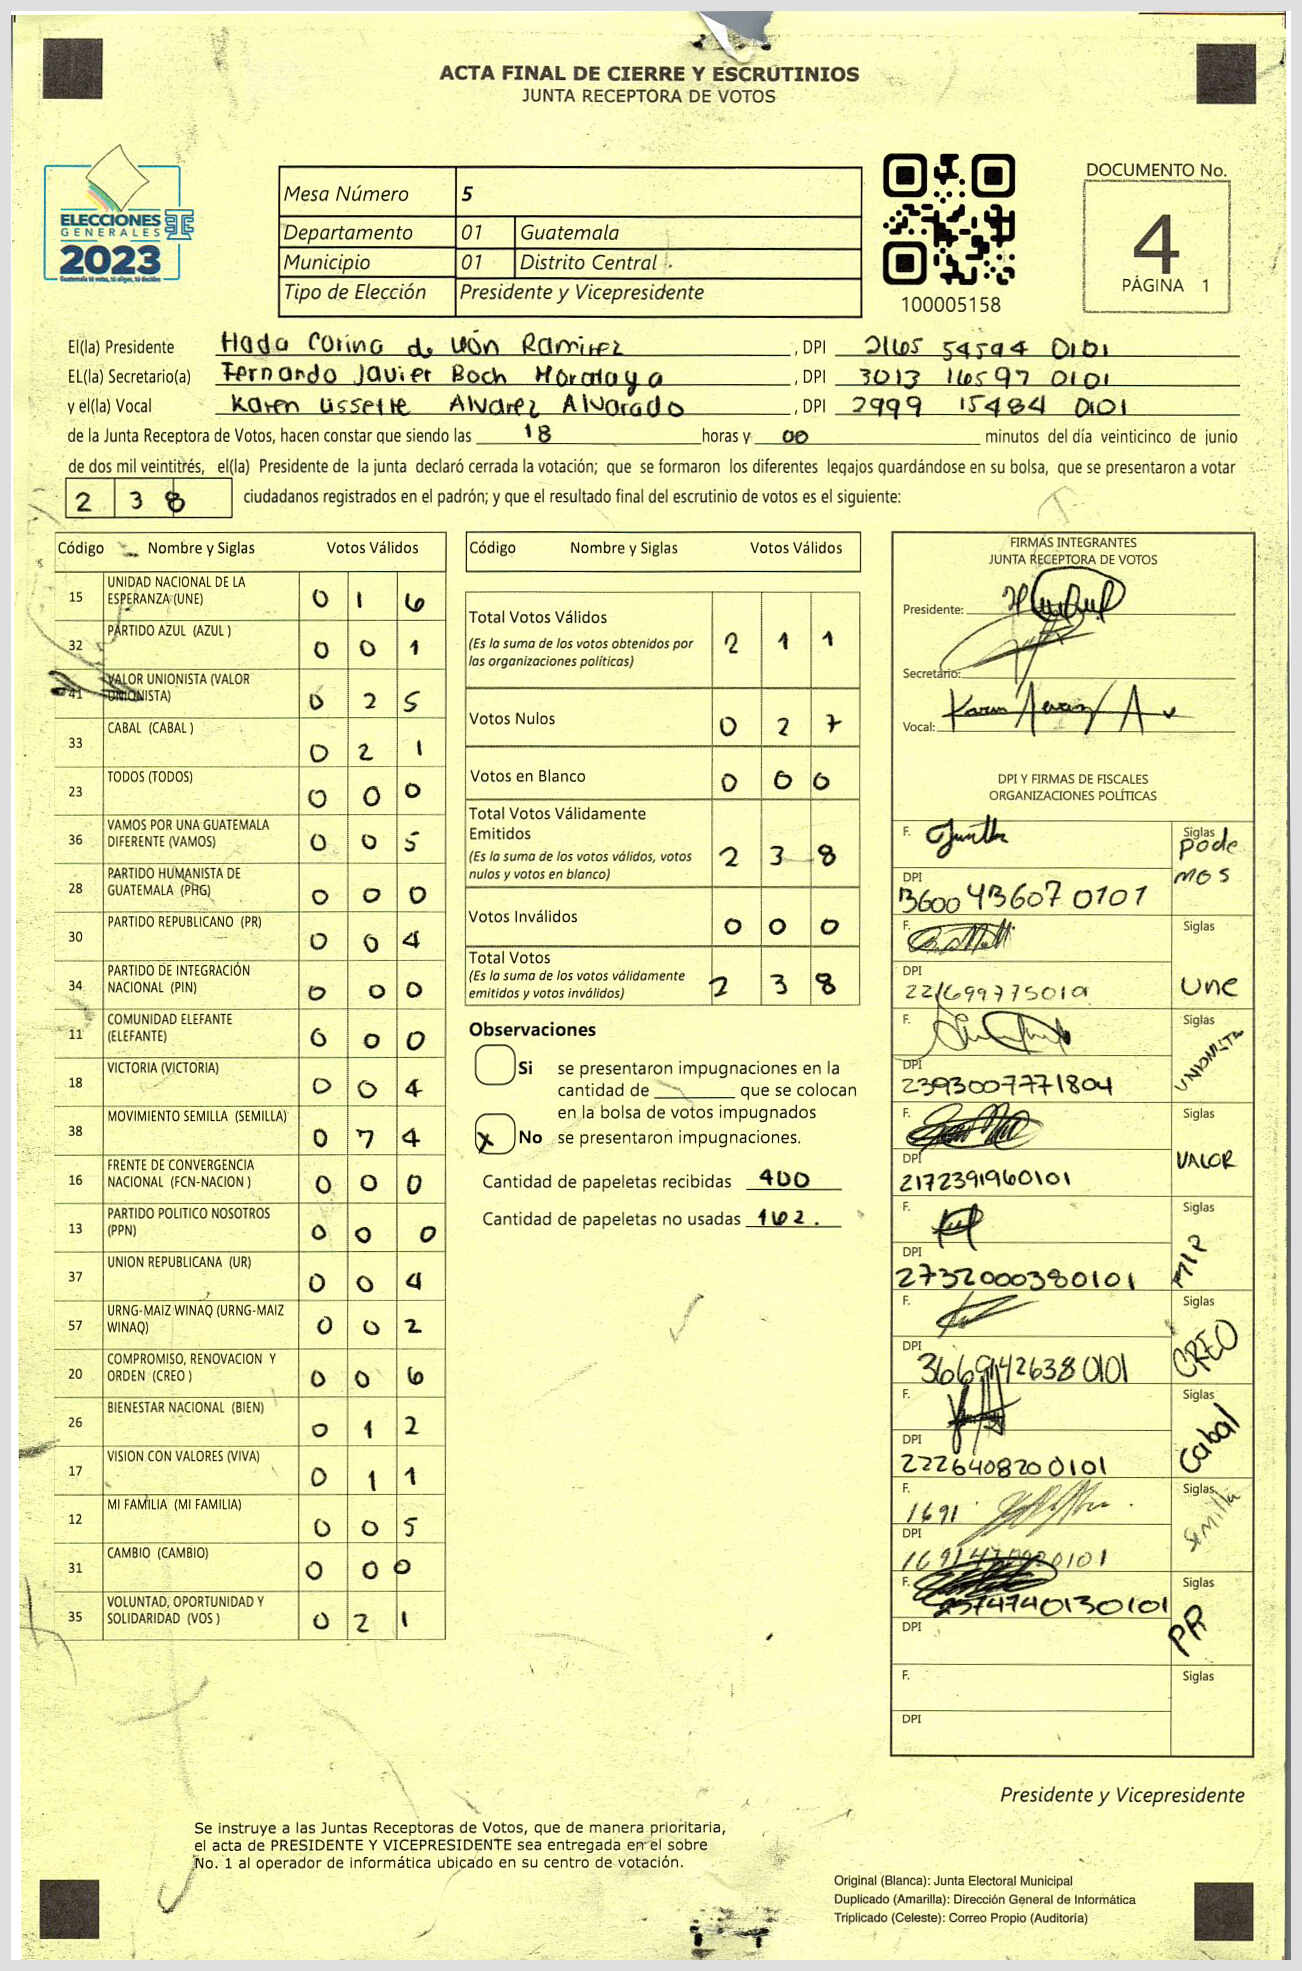 ACTA FINAL DE CIERRE Y ESCRUTINIOS
JUNTA RECEPTORA DE VOTOS
ELECCIONES
GENERALES
2023
Mesa Número 5
Departamento 01 Guatemala
Municipio 01 Distrito Central
Tipo de Elección Presidente y Vicepresidente
100005158
DOCUMENTO No.
4
PÁGINA 1
El(la) Presidente Hada Corina de León Ramirez , DPI 2165 54594 0101
EL(la) Secretario(a) Fernando Javier Boch Morataya , DPI 3013 16597 0101
y el(la) Vocal Karen Lissette Alvarez Alvarado , DPI 2999 15484 0101
de la Junta Receptora de Votos, hacen constar que siendo las 18 horas y 00 minutos del día veinticinco de junio
de dos mil veintitrés, el(la) Presidente de la junta declaró cerrada la votación; que se formaron los diferentes legajos guardándose en su bolsa, que se presentaron a votar
238 ciudadanos registrados en el padrón; y que el resultado final del escrutinio de votos es el siguiente:
Código Nombre y Siglas Votos Válidos
15 UNIDAD NACIONAL DE LA
ESPERANZA (UNE) 0 1 6
32 PARTIDO AZUL (AZUL ) 0 0 1
41 VALOR UNIONISTA (VALOR
UNIONISTA) 0 2 5
33 CABAL (CABAL ) 0 2 1
23 TODOS (TODOS) 0 0 0
36 VAMOS POR UNA GUATEMALA
DIFERENTE (VAMOS) 0 0 5
28 PARTIDO HUMANISTA DE
GUATEMALA (PHG) 0 0 0
30 PARTIDO REPUBLICANO (PR) 0 0 4
34 PARTIDO DE INTEGRACIÓN
NACIONAL (PIN) 0 0 0
11 COMUNIDAD ELEFANTE
(ELEFANTE) 0 0 0
18 VICTORIA (VICTORIA) 0 0 4
38 MOVIMIENTO SEMILLA (SEMILLA) 0 7 4
16 FRENTE DE CONVERGENCIA
NACIONAL (FCN-NACION ) 0 0 0
13 PARTIDO POLITICO NOSOTROS
(PPN) 0 0 0
37 UNION REPUBLICANA (UR) 0 0 4
57 URNG-MAIZ WINAQ (URNG-MAIZ
WINAQ) 0 0 2
20 COMPROMISO, RENOVACION Y
ORDEN (CREO ) 0 0 6
26 BIENESTAR NACIONAL (BIEN) 0 1 2
17 VISION CON VALORES (VIVA) 0 1 1
12 MI FAMILIA (MI FAMILIA) 0 0 5
31 CAMBIO (CAMBIO) 0 0 0
35 VOLUNTAD, OPORTUNIDAD Y
SOLIDARIDAD (VOS ) 0 2 1
Código Nombre y Siglas Votos Válidos
Total Votos Válidos 2 1 1
(Es la suma de los votos obtenidos por
las organizaciones políticas)
Votos Nulos 0 2 7
Votos en Blanco 0 0 0
Total Votos Válidamente
Emitidos
(Es la suma de los votos válidos, votos
nulos y votos en blanco) 2 3 8
Votos Inválidos 0 0 0
Total Votos
(Es la suma de los votos válidamente
emitidos y votos inválidos) 2 3 8
Observaciones
Si se presentaron impugnaciones en la
cantidad de ________ que se colocan
en la bolsa de votos impugnados
x No se presentaron impugnaciones.
Cantidad de papeletas recibidas 400
Cantidad de papeletas no usadas 162.
FIRMAS INTEGRANTES
JUNTA RECEPTORA DE VOTOS
Presidente:
Secretario:
Vocal:
DPI Y FIRMAS DE FISCALES
ORGANIZACIONES POLÍTICAS
F. Siglas
Pode
mos
DPI
3600 43607 0101
F. Siglas
DPI
Une
F. Siglas
UNIONISTA
DPI
2393007771804
F. Siglas
VALOR
DPI
2172391960101
F. Siglas
MLP
DPI
2732000380101
F. Siglas
CREO
DPI
3669142638 0101
F. Siglas
Cabal
DPI
2226408200101
F. 1691 Siglas
Semilla
DPI
F. Siglas
PR
DPI
F. Siglas
DPI
Presidente y Vicepresidente
Se instruye a las Juntas Receptoras de Votos, que de manera prioritaria,
el acta de PRESIDENTE Y VICEPRESIDENTE sea entregada en el sobre
No. 1 al operador de informática ubicado en su centro de votación.
Original (Blanca): Junta Electoral Municipal
Duplicado (Amarilla): Dirección General de Informática
Triplicado (Celeste): Correo Propio (Auditoría)